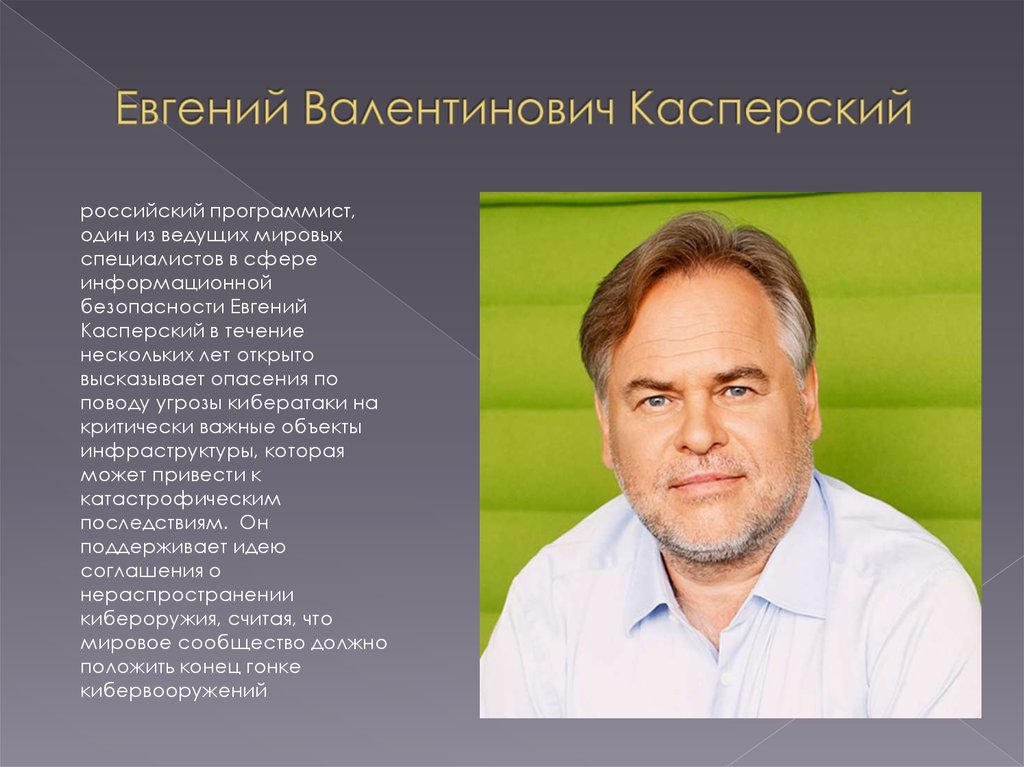 Евгений Валентинович Касперский
российский программист,
один из ведущих мировых
специалистов в сфере
информационной
безопасности Евгений
Касперский в течение
нескольких лет открыто
высказывает опасения по
поводу угрозы кибератаки на
критически важные объекты
инфраструктуры, которая
может привести к
катастрофическим
последствиям.  Он
поддерживает идею
соглашения о
нераспространении
кибероружия, считая, что
мировое сообщество должно
положить конец гонке
кибервооружений